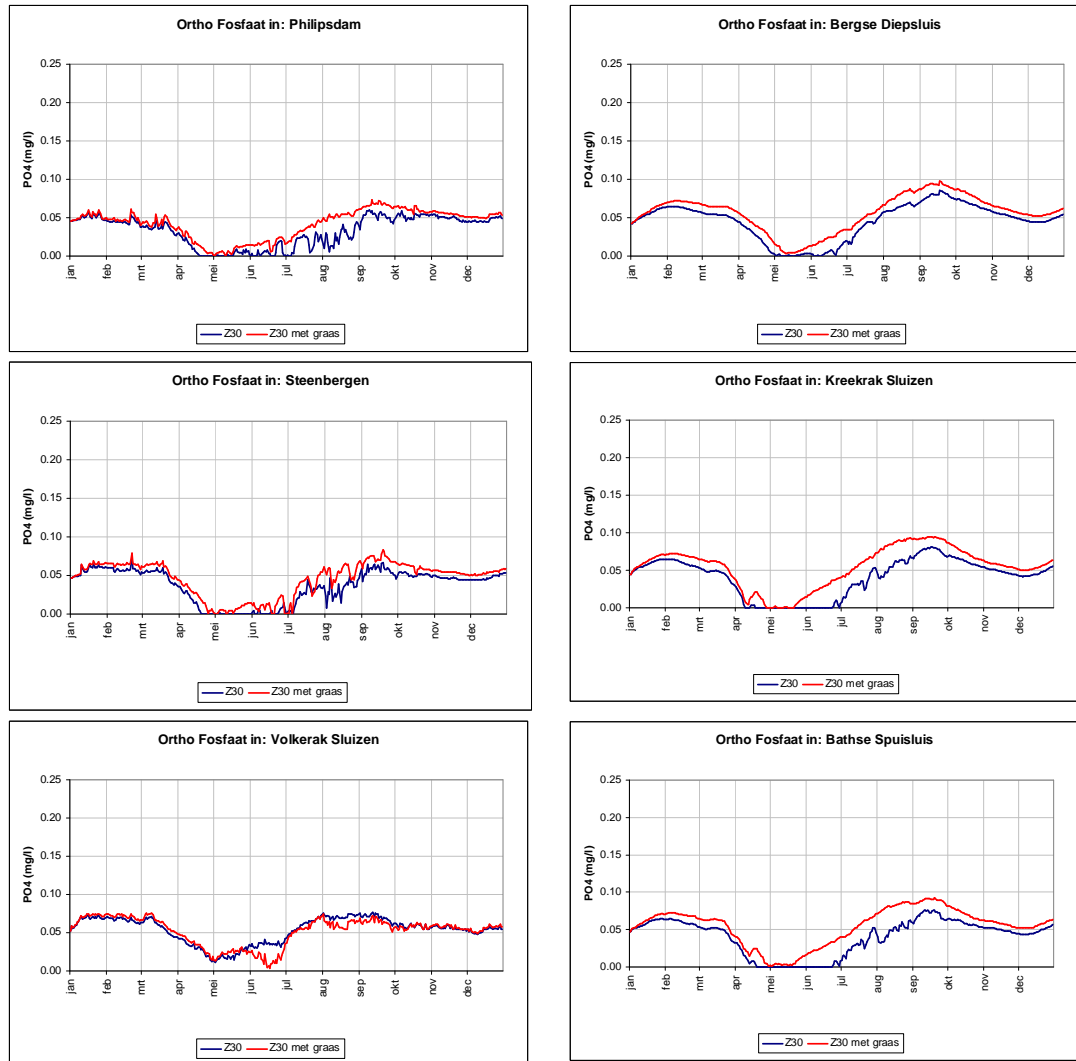 Ortho Fosfaat in: Philipsdam
PO4 (mg/l)
0.25
0.20
0.15
0.10
0.05
0.00
jan feb mrt apr mei jun jul aug sep okt nov dec
Z30 Z30 met graas
Ortho Fosfaat in: Bergse Diepsluis
PO4 (mg/l)
0.25
0.20
0.15
0.10
0.05
0.00
jan feb mrt apr mei jun jul aug sep okt nov dec
Z30 Z30 met graas
Ortho Fosfaat in: Steenbergen
PO4 (mg/l)
0.25
0.20
0.15
0.10
0.05
0.00
jan feb mrt apr mei jun jul aug sep okt nov dec
Z30 Z30 met graas
Ortho Fosfaat in: Kreekrak Sluizen
PO4 (mg/l)
0.25
0.20
0.15
0.10
0.05
0.00
jan feb mrt apr mei jun jul aug sep okt nov dec
Z30 Z30 met graas
Ortho Fosfaat in: Volkerak Sluizen
PO4 (mg/l)
0.25
0.20
0.15
0.10
0.05
0.00
jan feb mrt apr mei jun jul aug sep okt nov dec
Z30 Z30 met graas
Ortho Fosfaat in: Bathse Spuisluis
PO4 (mg/l)
0.25
0.20
0.15
0.10
0.05
0.00
jan feb mrt apr mei jun jul aug sep okt nov dec
Z30 Z30 met graas